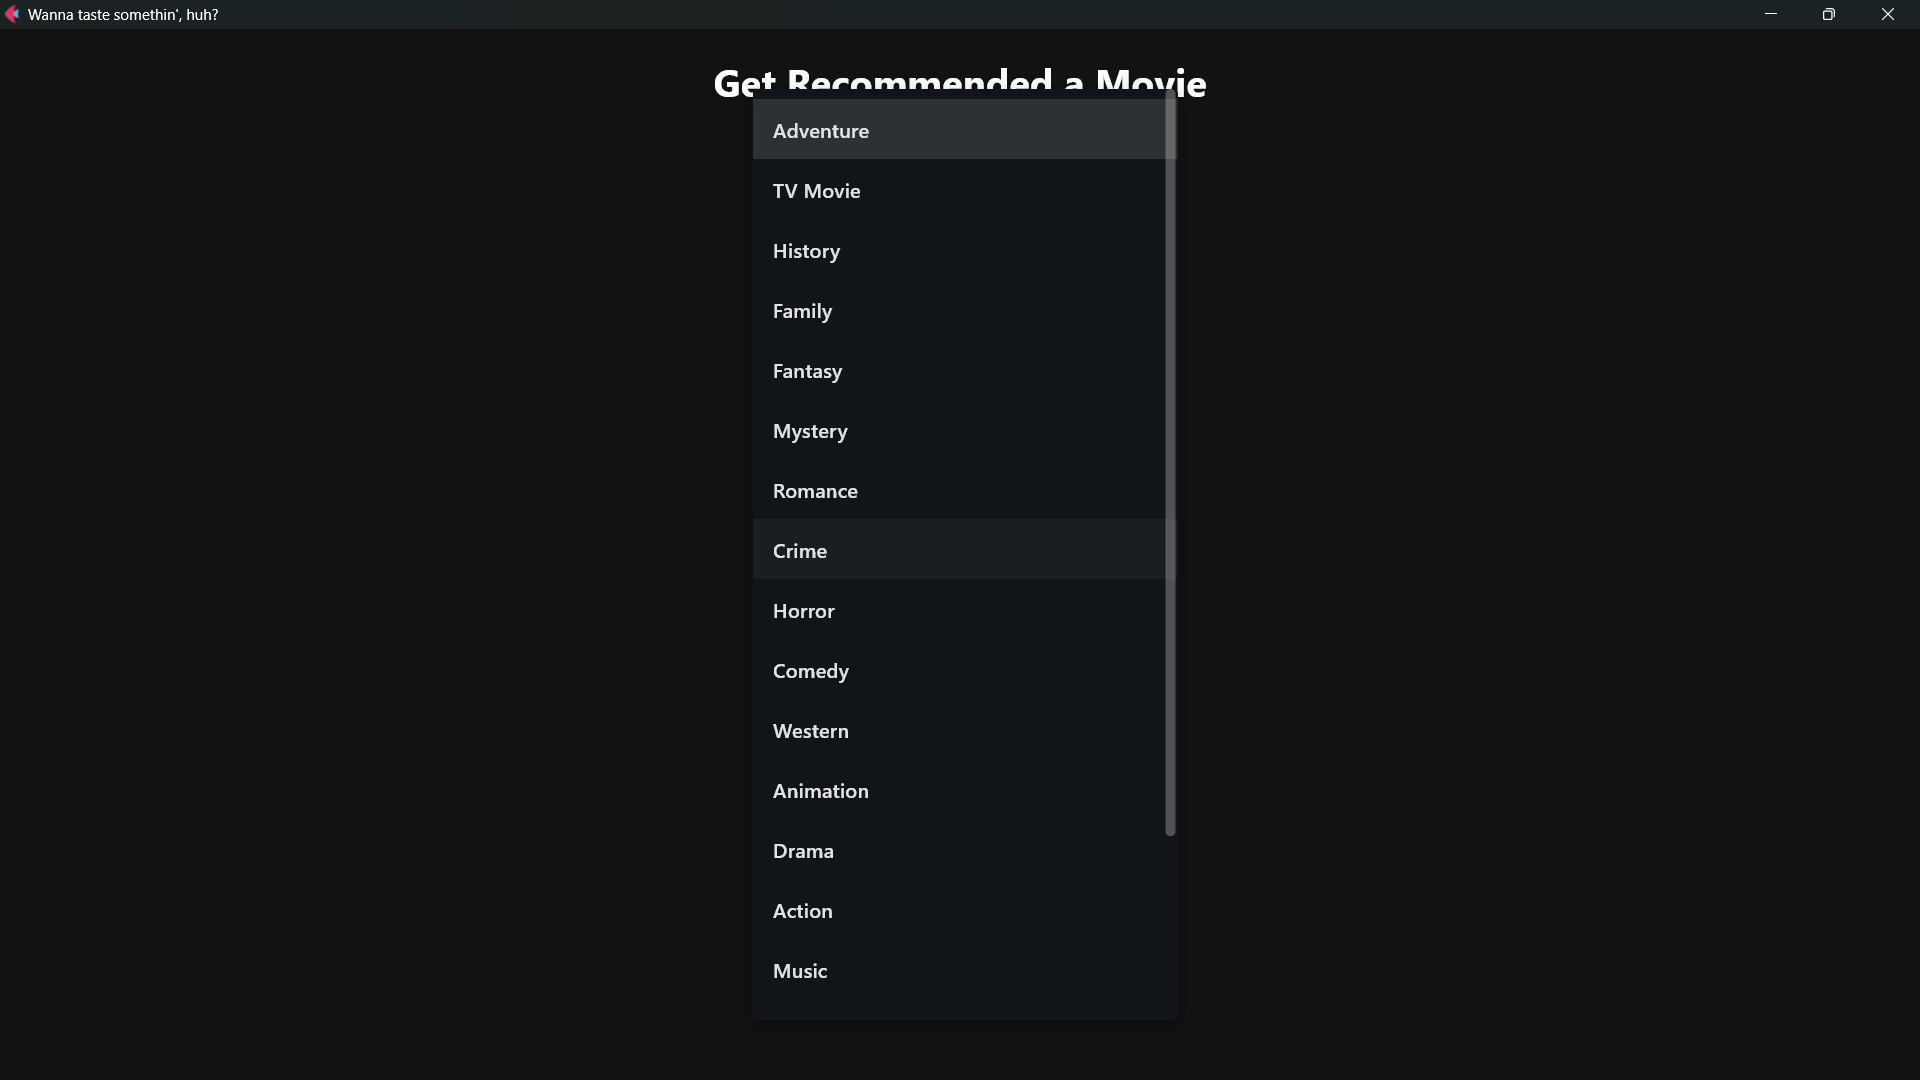 Wanna taste somethin', huh?
Get Recommended a Movie
Adventure
TV Movie
History
Family
Fantasy
Mystery
Romance
Crime
Horror
Comedy
Western
Animation
Drama
Action
Music